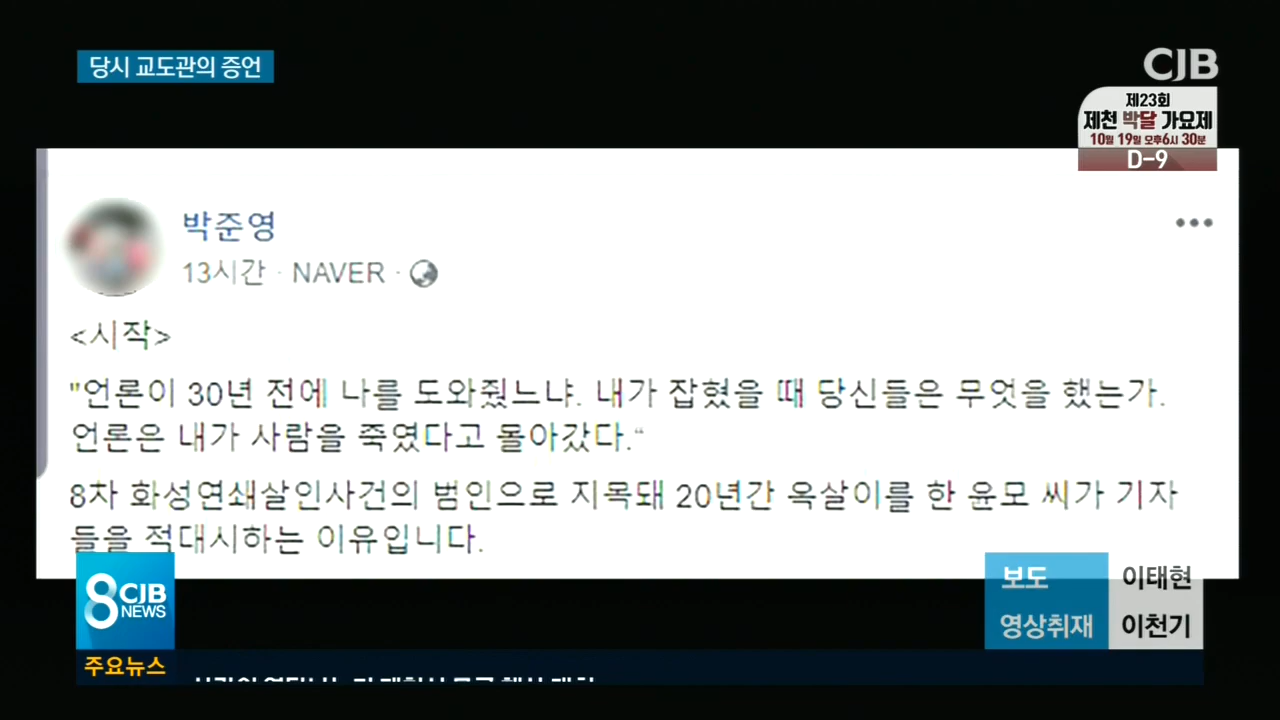 당시 교도관의 증언
CJB
제23회
제천 박달 가요제
10월 19일 오후6시 30분
D-9
박준영
13시간 · NAVER ·
<시작>
"언론이 30년 전에 나를 도와줬느냐. 내가 잡혔을 때 당신들은 무엇을 했는가.
언론은 내가 사람을 죽였다고 몰아갔다.“
8차 화성연쇄살인사건의 범인으로 지목돼 20년간 옥살이를 한 윤모 씨가 기자
들을 적대시하는 이유입니다.
8 CJB
NEWS
보도 이태현
영상취재 이천기
주요뉴스